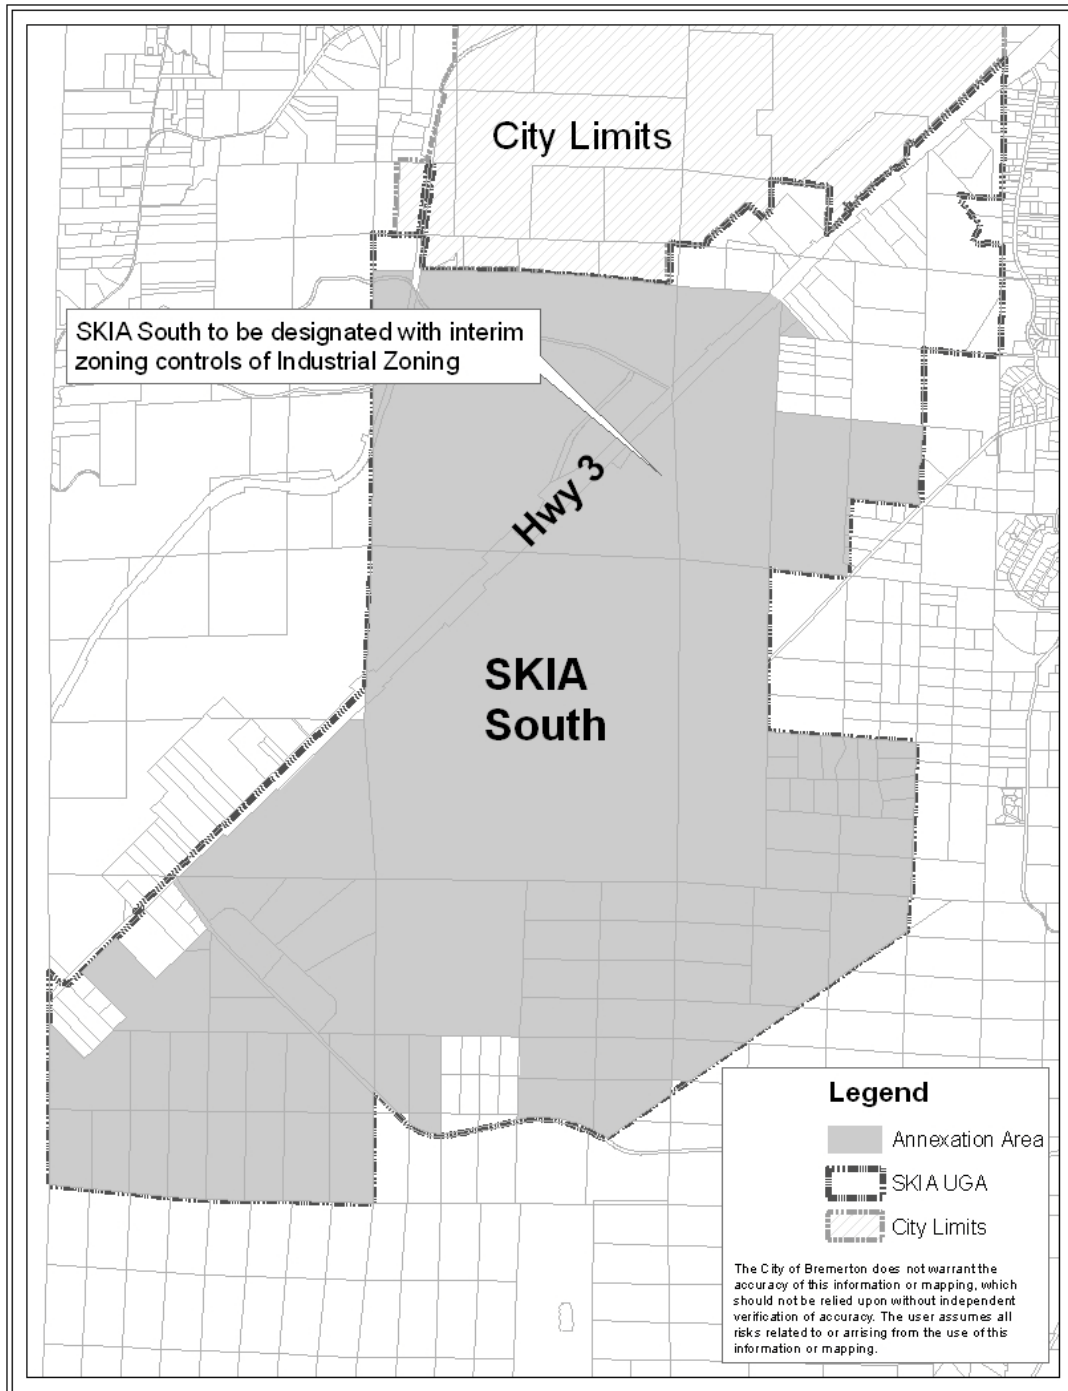 City Limits
SKIA South to be designated with interim
zoning controls of Industrial Zoning
Hwy 3
SKIA
South
Legend
Annexation Area
SKIA UGA
City Limits
The City of Bremerton does not warrant the
accuracy of this information or mapping, which
should not be relied upon without independent
verification of accuracy. The user assumes all
risks related to or arising from the use of this
information or mapping.